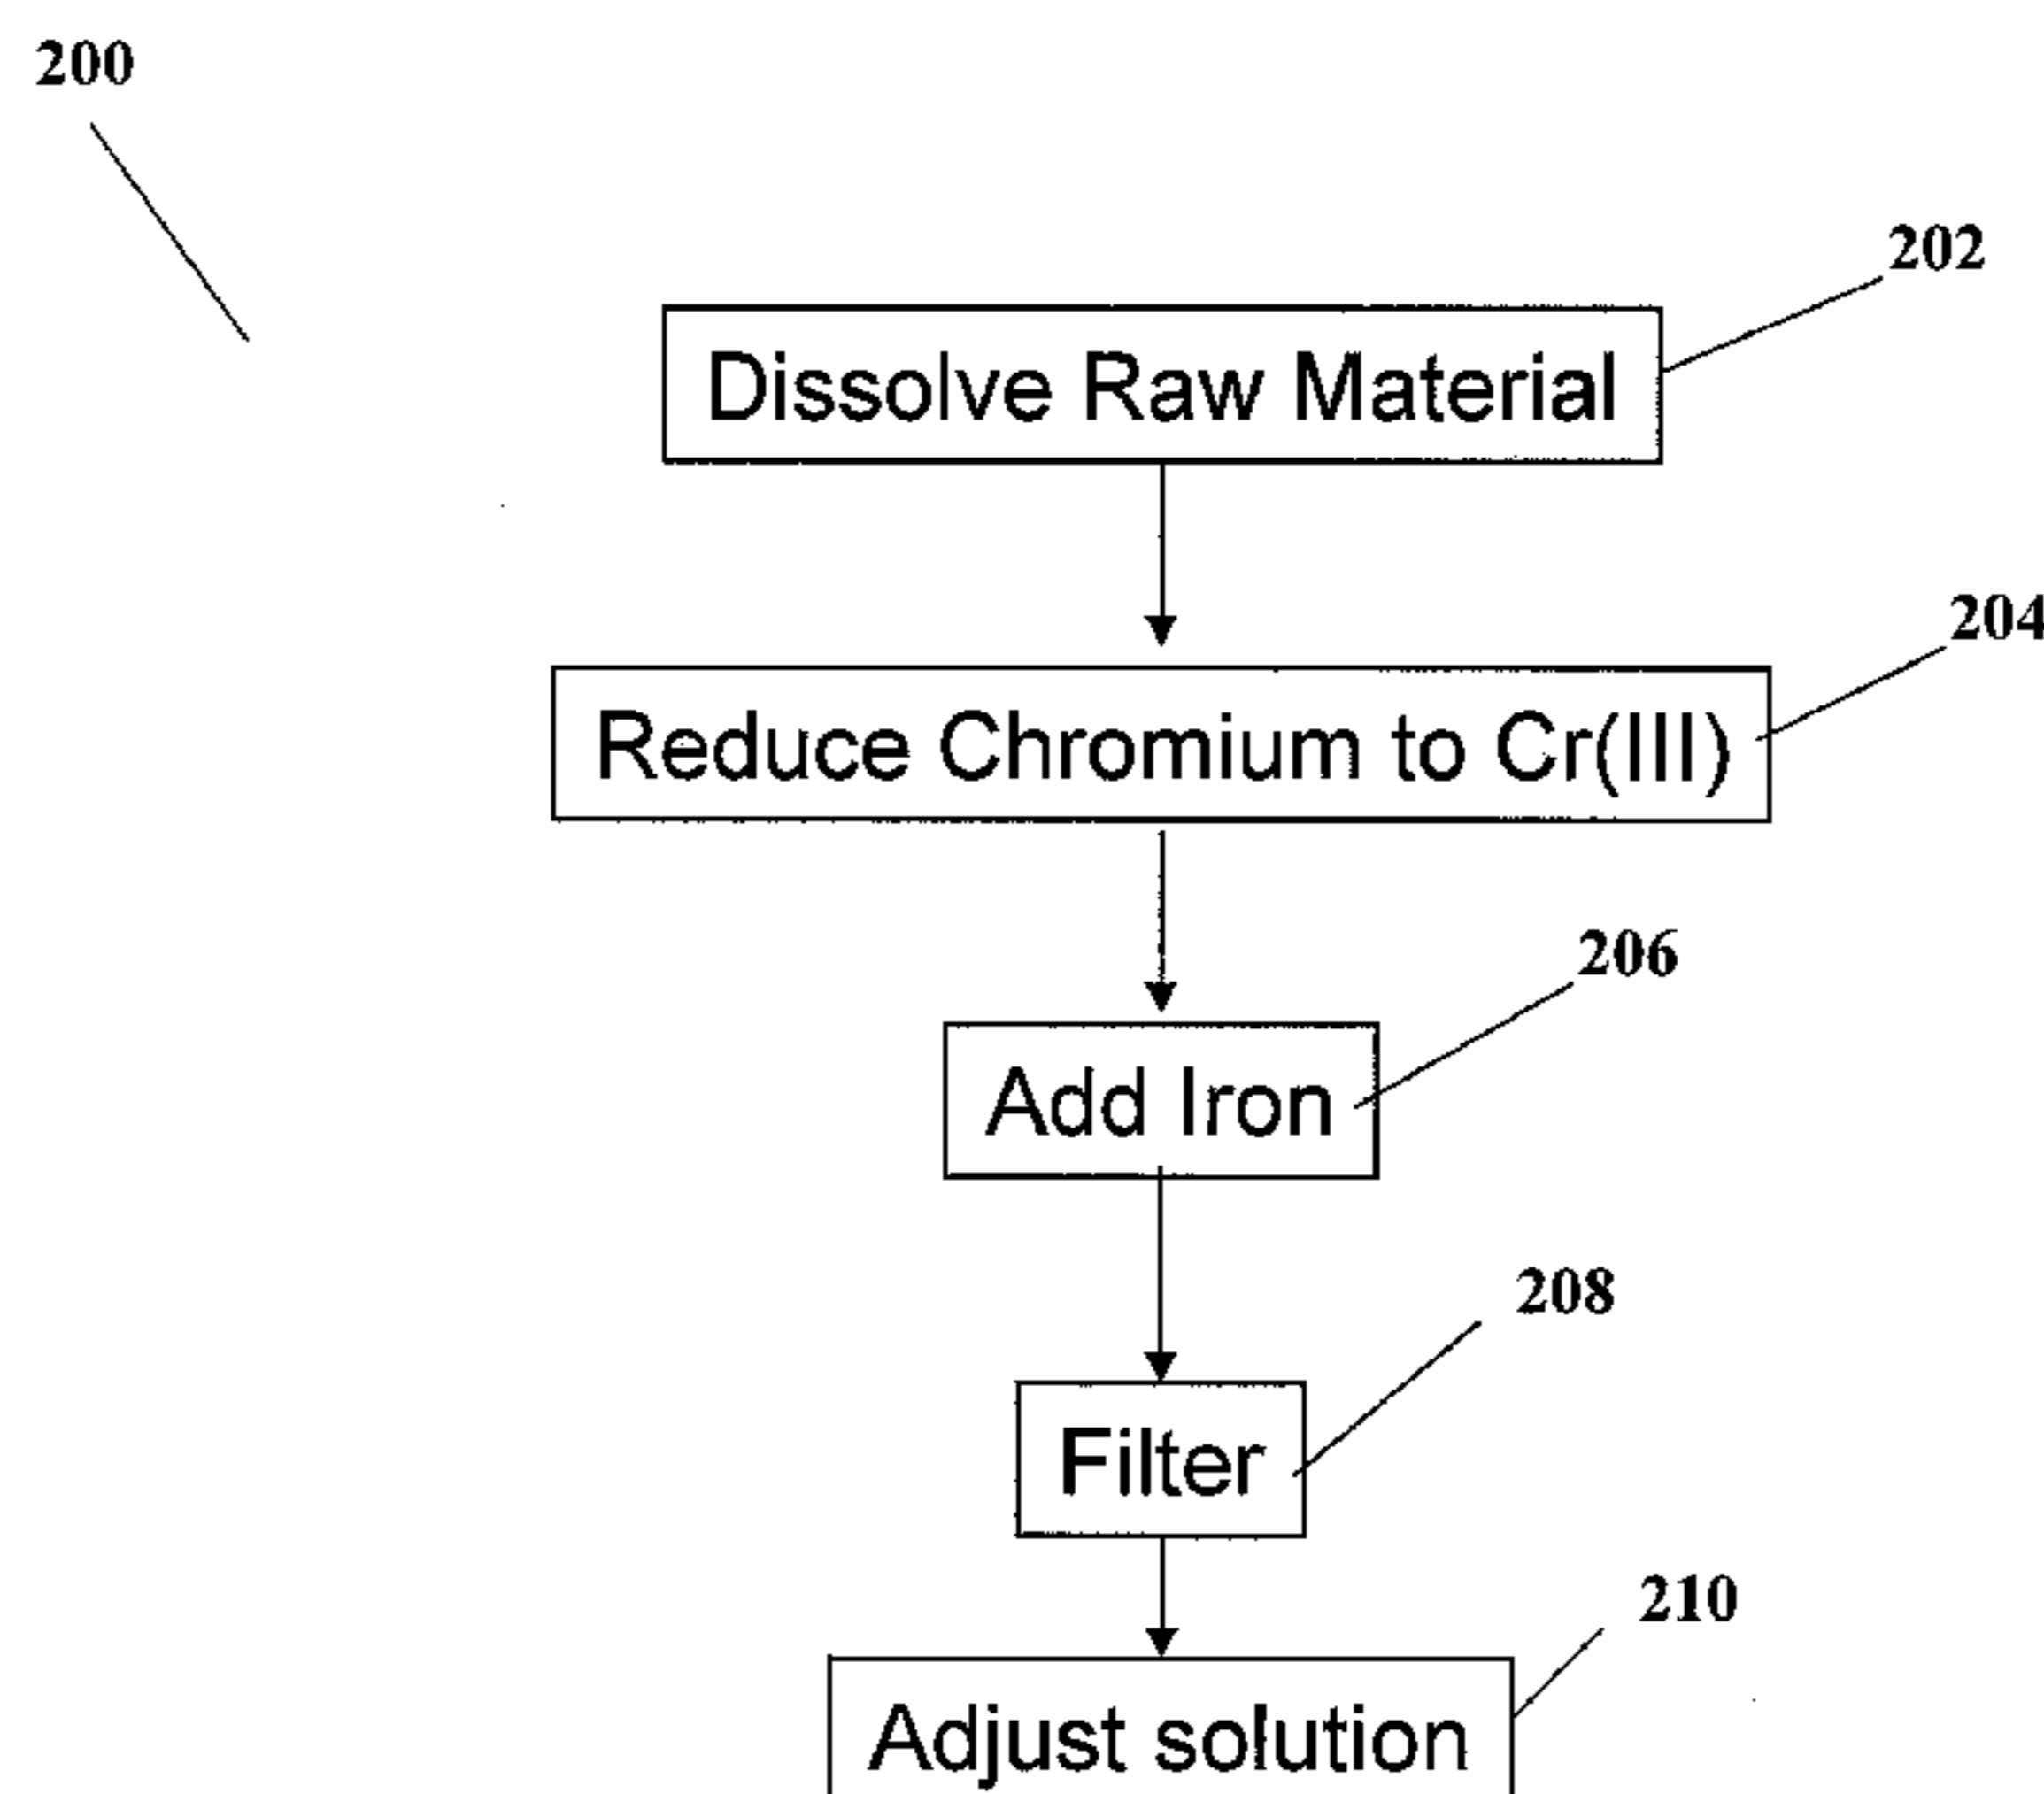 200
202
Dissolve Raw Material
204
Reduce Chromium to Cr(III)
206
Add Iron
208
Filter
210
Adjust solution